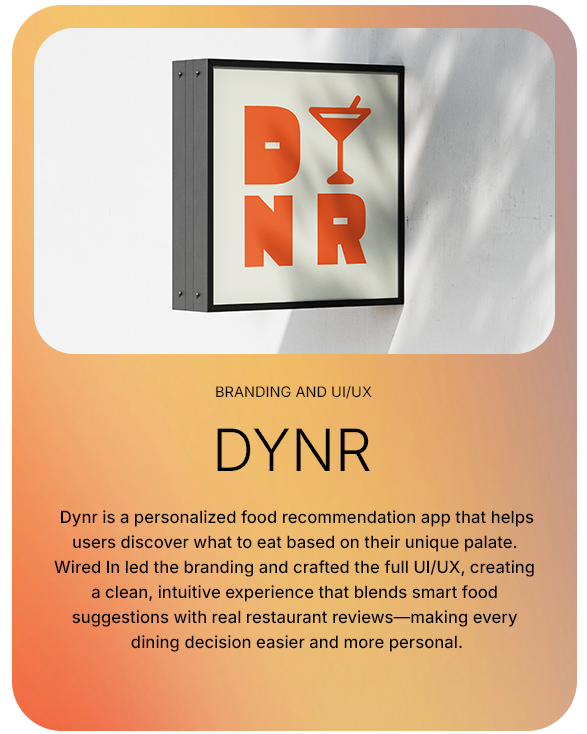 D
NR
BRANDING AND UI/UX
DYNR
Dynr is a personalized food recommendation app that helps
users discover what to eat based on their unique palate.
Wired In led the branding and crafted the full UI/UX, creating
a clean, intuitive experience that blends smart food
suggestions with real restaurant reviews—making every
dining decision easier and more personal.